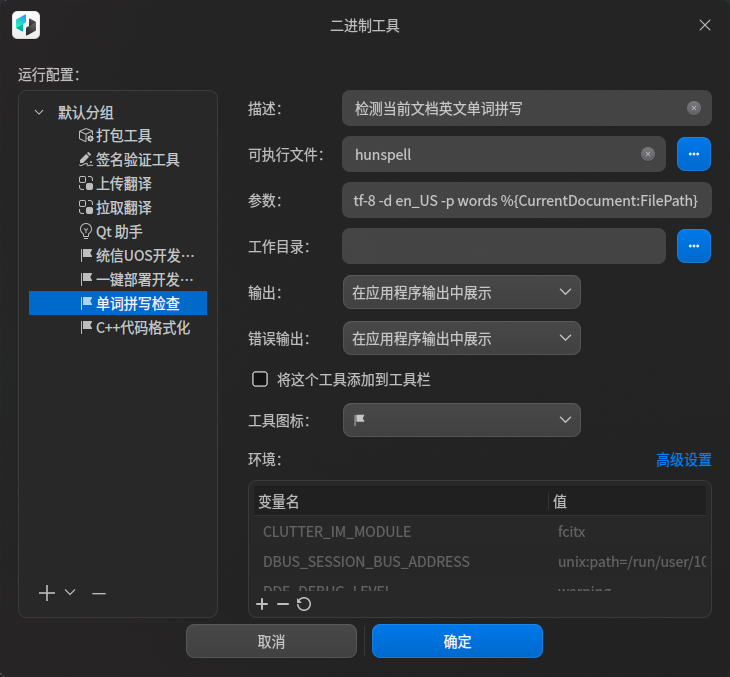 二进制工具
运行配置：
默认分组
打包工具
签名验证工具
上传翻译
拉取翻译
Qt 助手
统信UOS开发…
一键部署开发…
单词拼写检查
C++代码格式化
描述：
检测当前文档英文单词拼写
可执行文件：
hunspell
参数：
tf-8 -d en_US -p words %{CurrentDocument:FilePath}
工作目录：
输出：
在应用程序输出中展示
错误输出：
在应用程序输出中展示
将这个工具添加到工具栏
工具图标：
环境：
高级设置
变量名 值
CLUTTER_IM_MODULE fcitx
DBUS_SESSION_BUS_ADDRESS unix:path=/run/user/10
DDE_DEBUG_LEVEL warning
取消
确定